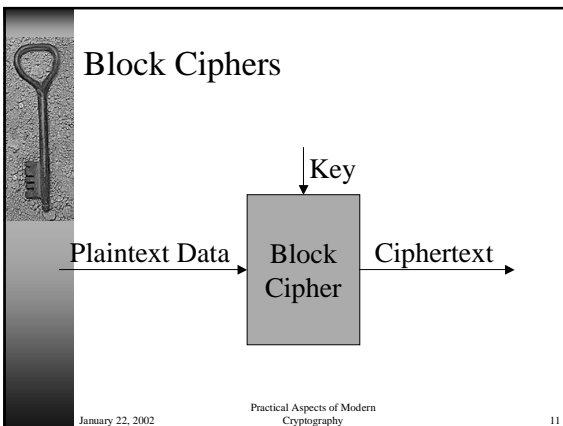 Block Ciphers
Key
Plaintext Data
Block
Cipher
Ciphertext
January 22, 2002
Practical Aspects of Modern
Cryptography
11